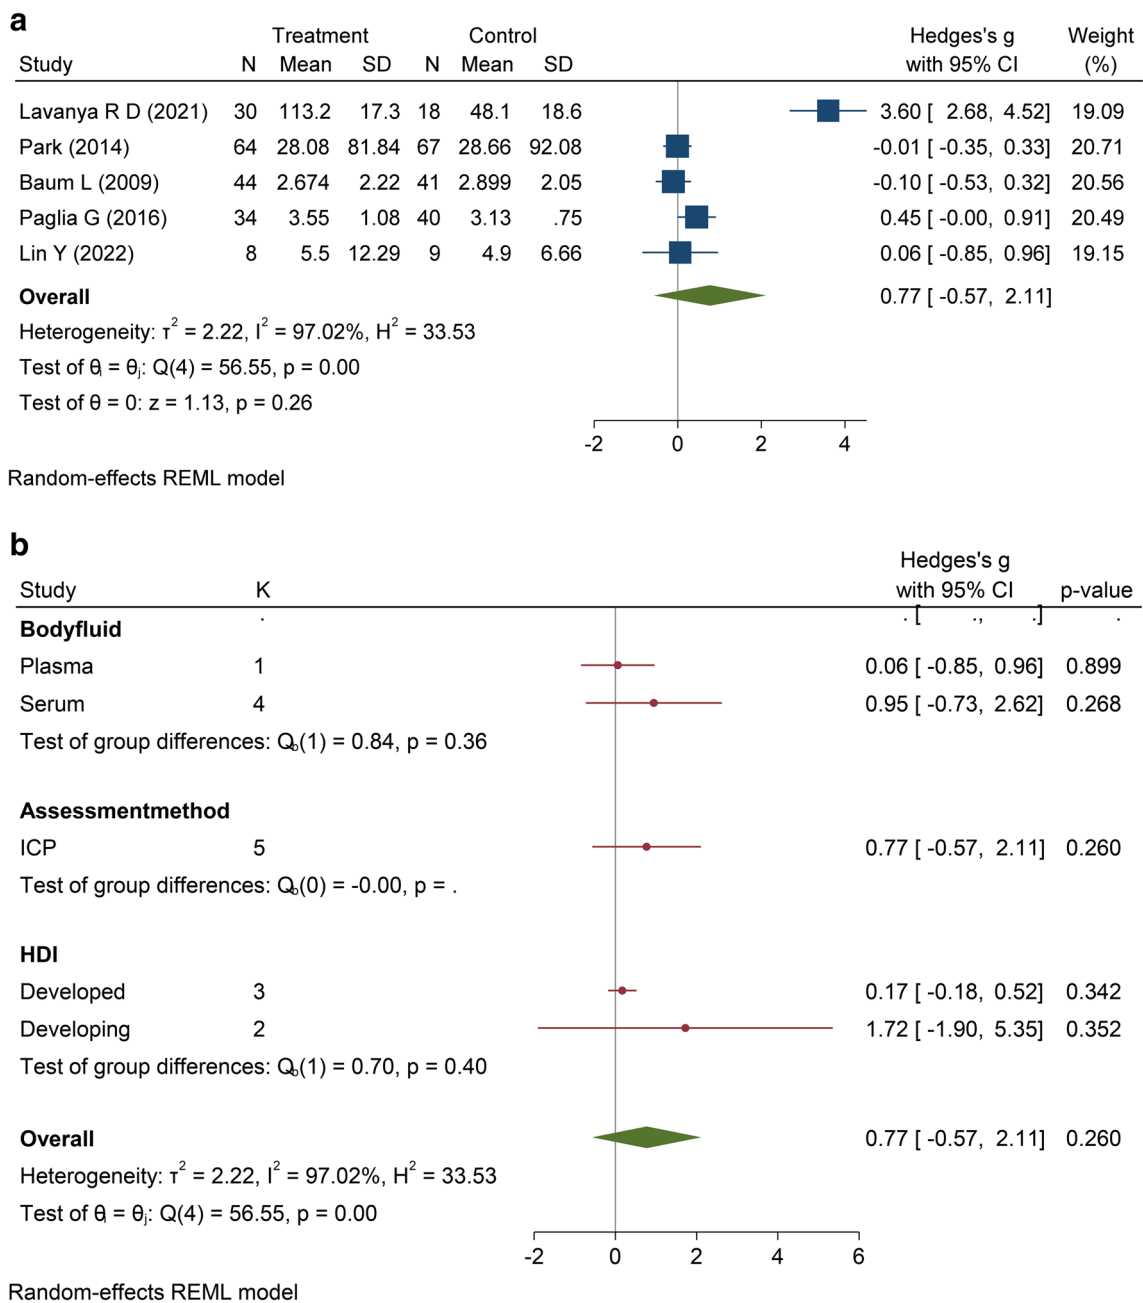 a
Treatment Control Hedges's g Weight
Study N Mean SD N Mean SD with 95% CI (%)
Lavanya R D (2021) 30 113.2 17.3 18 48.1 18.6 3.60 [ 2.68, 4.52] 19.09
Park (2014) 64 28.08 81.84 67 28.66 92.08 -0.01 [ -0.35, 0.33] 20.71
Baum L (2009) 44 2.674 2.22 41 2.899 2.05 -0.10 [ -0.53, 0.32] 20.56
Paglia G (2016) 34 3.55 1.08 40 3.13 .75 0.45 [ -0.00, 0.91] 20.49
Lin Y (2022) 8 5.5 12.29 9 4.9 6.66 0.06 [ -0.85, 0.96] 19.15
Overall 0.77 [ -0.57, 2.11]
Heterogeneity: τ² = 2.22, I² = 97.02%, H² = 33.53
Test of θᵢ = θⱼ: Q(4) = 56.55, p = 0.00
Test of θ = 0: z = 1.13, p = 0.26
-2 0 2 4
Random-effects REML model
b
Hedges's g
Study K with 95% CI p-value
. . [ ., .] .
Bodyfluid
Plasma 1 0.06 [ -0.85, 0.96] 0.899
Serum 4 0.95 [ -0.73, 2.62] 0.268
Test of group differences: Q_b(1) = 0.84, p = 0.36
Assessmentmethod
ICP 5 0.77 [ -0.57, 2.11] 0.260
Test of group differences: Q_b(0) = -0.00, p = .
HDI
Developed 3 0.17 [ -0.18, 0.52] 0.342
Developing 2 1.72 [ -1.90, 5.35] 0.352
Test of group differences: Q_b(1) = 0.70, p = 0.40
Overall 0.77 [ -0.57, 2.11] 0.260
Heterogeneity: τ² = 2.22, I² = 97.02%, H² = 33.53
Test of θᵢ = θⱼ: Q(4) = 56.55, p = 0.00
-2 0 2 4 6
Random-effects REML model